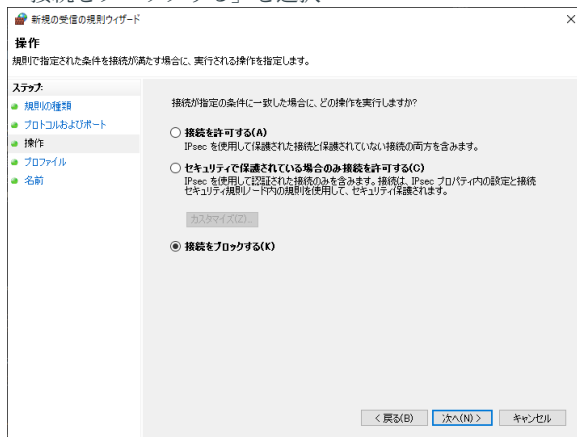 接続をブロックする」を選択
新規の受信の規則ウィザード
操作
規則で指定された条件を接続が満たす場合に、実行される操作を指定します。
ステップ:
規則の種類
プロトコルおよびポート
操作
プロファイル
名前
接続が指定の条件に一致した場合に、どの操作を実行しますか?
接続を許可する(A)
IPsec を使用して保護された接続と保護されていない接続の両方を含みます。
セキュリティで保護されている場合のみ接続を許可する(C)
IPsec を使用して認証された接続のみを含みます。接続は、IPsec プロパティ内の設定と接続
セキュリティ規則ノード内の規則を使用して、セキュリティ保護されます。
カスタマイズ(Z)...
接続をブロックする(K)
< 戻る(B)
次へ(N) >
キャンセル